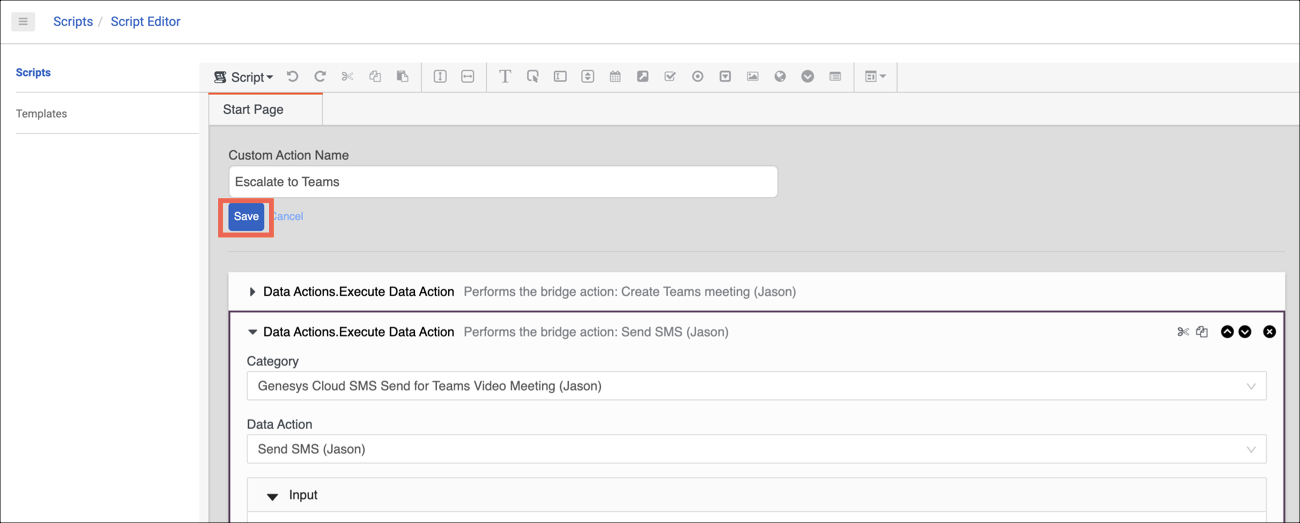 Scripts / Script Editor
Scripts
Templates
Script
Start Page
Custom Action Name
Escalate to Teams
Save Cancel
Data Actions.Execute Data Action Performs the bridge action: Create Teams meeting (Jason)
Data Actions.Execute Data Action Performs the bridge action: Send SMS (Jason)
Category
Genesys Cloud SMS Send for Teams Video Meeting (Jason)
Data Action
Send SMS (Jason)
Input